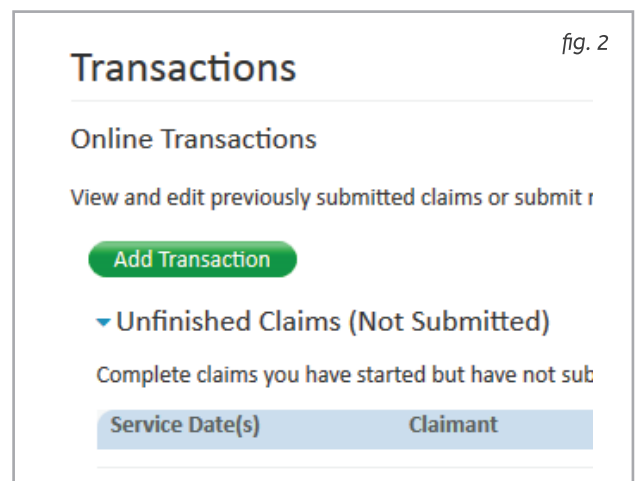 fig. 2
Transactions
Online Transactions
View and edit previously submitted claims or submit
Add Transaction
Unfinished Claims (Not Submitted)
Complete claims you have started but have not sub
Service Date(s) Claimant